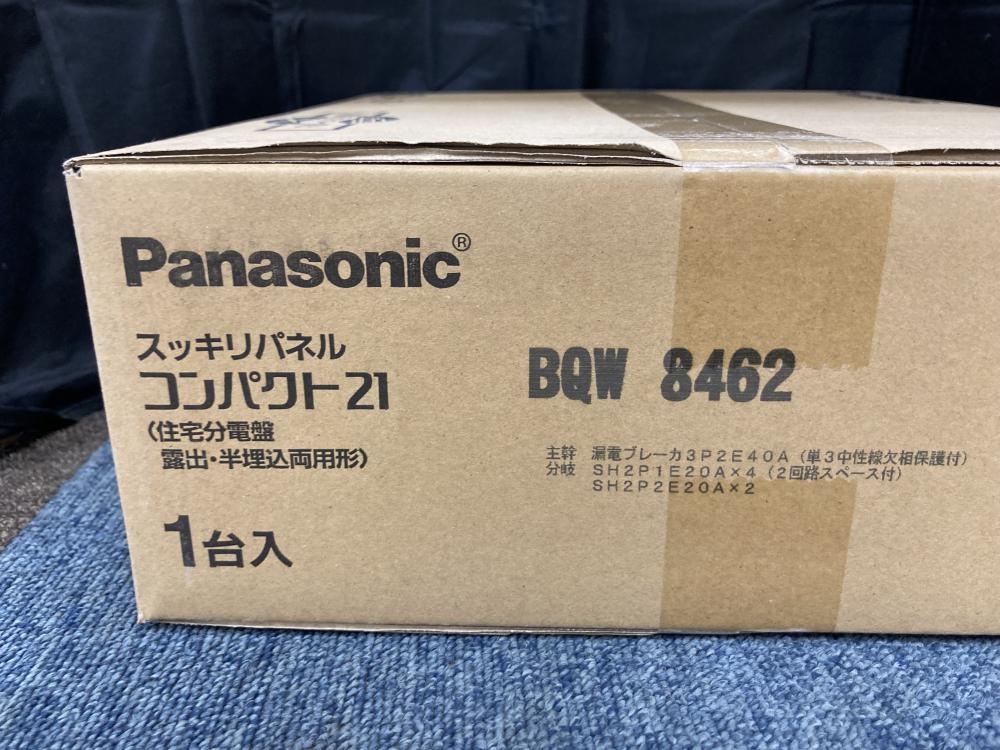 Panasonic®
スッキリパネル
コンパクト21
(住宅分電盤
露出・半埋込両用形)
1台入
BQW 8462
主幹 漏電ブレーカ3P2E40A(単3中性線欠相保護付)
分岐 SH2P1E20A×4(2回路スペース付)
SH2P2E20A×2